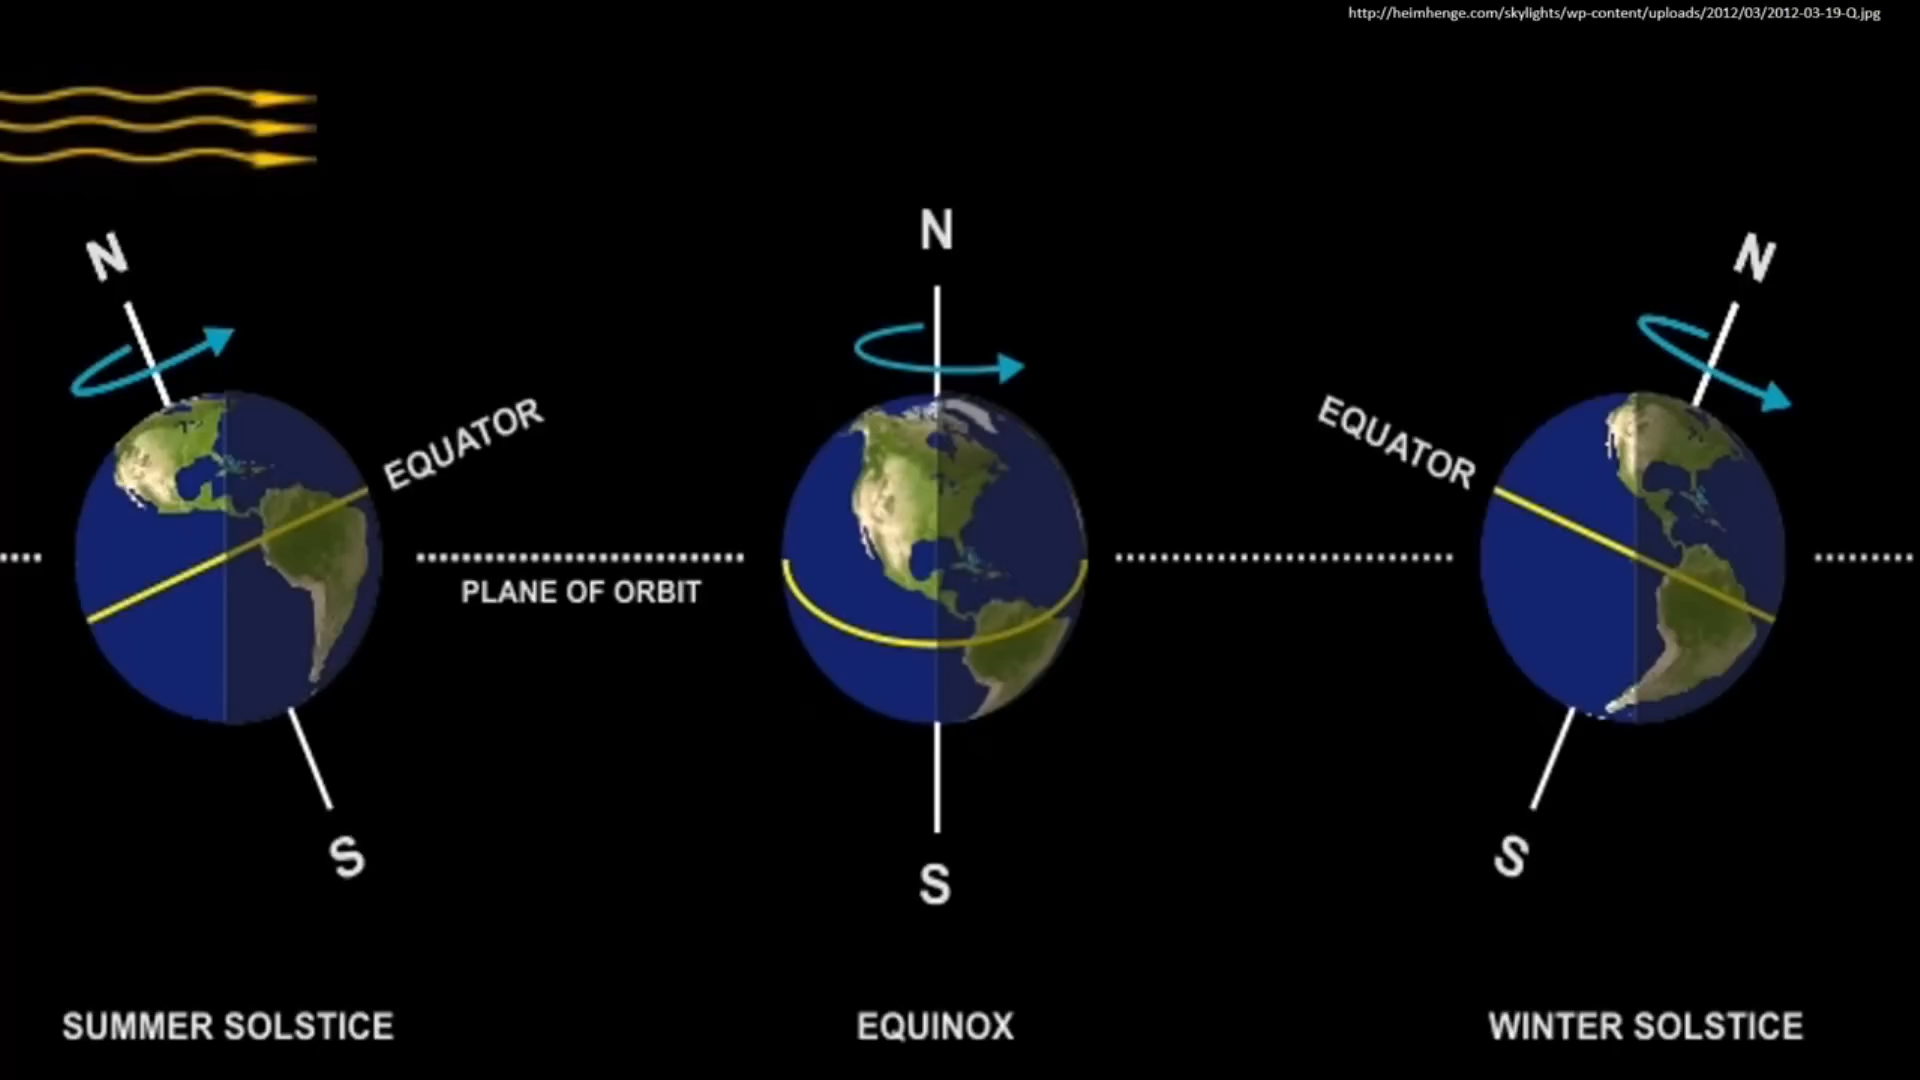 http://heimhenge.com/skylights/wp-content/uploads/2012/03/2012-03-19-Q.jpg
N
N
N
EQUATOR
EQUATOR
PLANE OF ORBIT
S
S
S
SUMMER SOLSTICE
EQUINOX
WINTER SOLSTICE